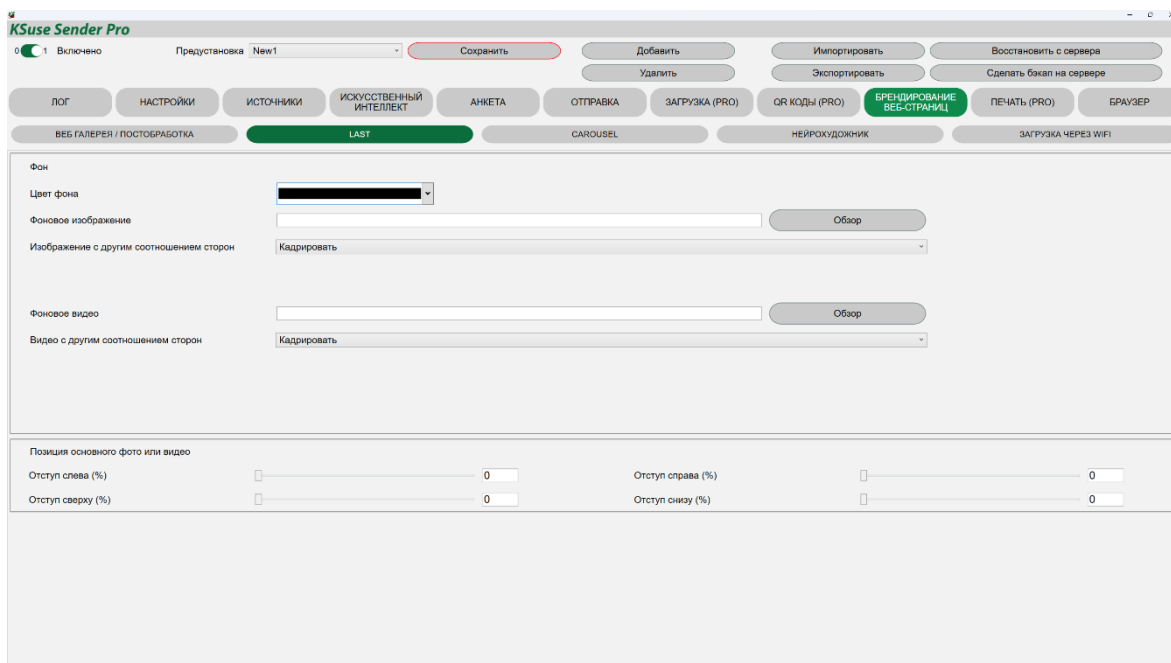 KSuse Sender Pro
0 1 Включено Предустановка New1 Сохранить Добавить Импортировать Восстановить с сервера
Удалить Экспортировать Сделать бэкап на сервере
ЛОГ НАСТРОЙКИ ИСТОЧНИКИ ИСКУССТВЕННЫЙ ИНТЕЛЛЕКТ АНКЕТА ОТПРАВКА ЗАГРУЗКА (PRO) QR КОДЫ (PRO) БРЕНДИРОВАНИЕ ВЕБ-СТРАНИЦ ПЕЧАТЬ (PRO) БРАУЗЕР
ВЕБ ГАЛЕРЕЯ / ПОСТОБРАБОТКА LAST CAROUSEL НЕЙРОХУДОЖНИК ЗАГРУЗКА ЧЕРЕЗ WIFI
Фон
Цвет фона
Фоновое изображение Обзор
Изображение с другим соотношением сторон Кадрировать
Фоновое видео Обзор
Видео с другим соотношением сторон Кадрировать
Позиция основного фото или видео
Отступ слева (%) 0 Отступ справа (%) 0
Отступ сверху (%) 0 Отступ снизу (%) 0